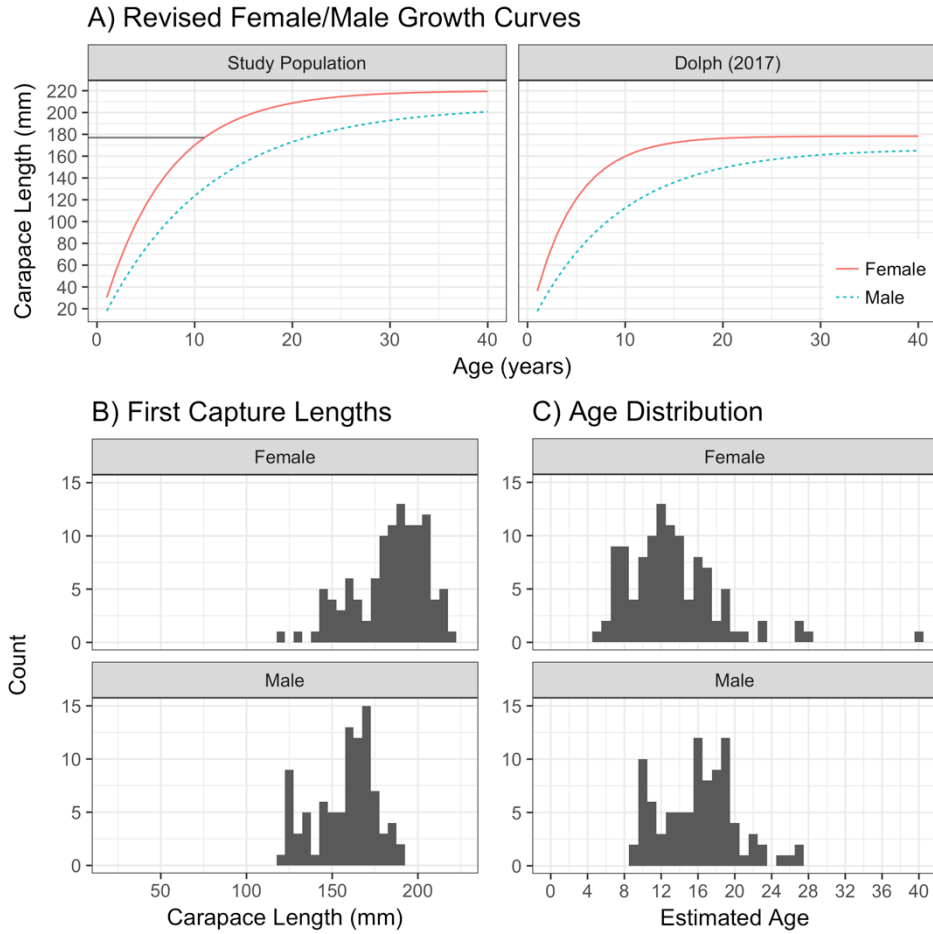 A) Revised Female/Male Growth Curves
Study Population
Dolph (2017)
Carapace Length (mm)
220
200
180
160
140
120
100
80
60
40
20
0 10 20 30 40
0 10 20 30 40
Female
Male
Age (years)
B) First Capture Lengths
C) Age Distribution
Female
Female
15
10
5
0
15
10
5
0
Count
Male
Male
15
10
5
0
15
10
5
0
50 100 150 200
0 4 8 12 16 20 24 28 32 36 40
Carapace Length (mm)
Estimated Age